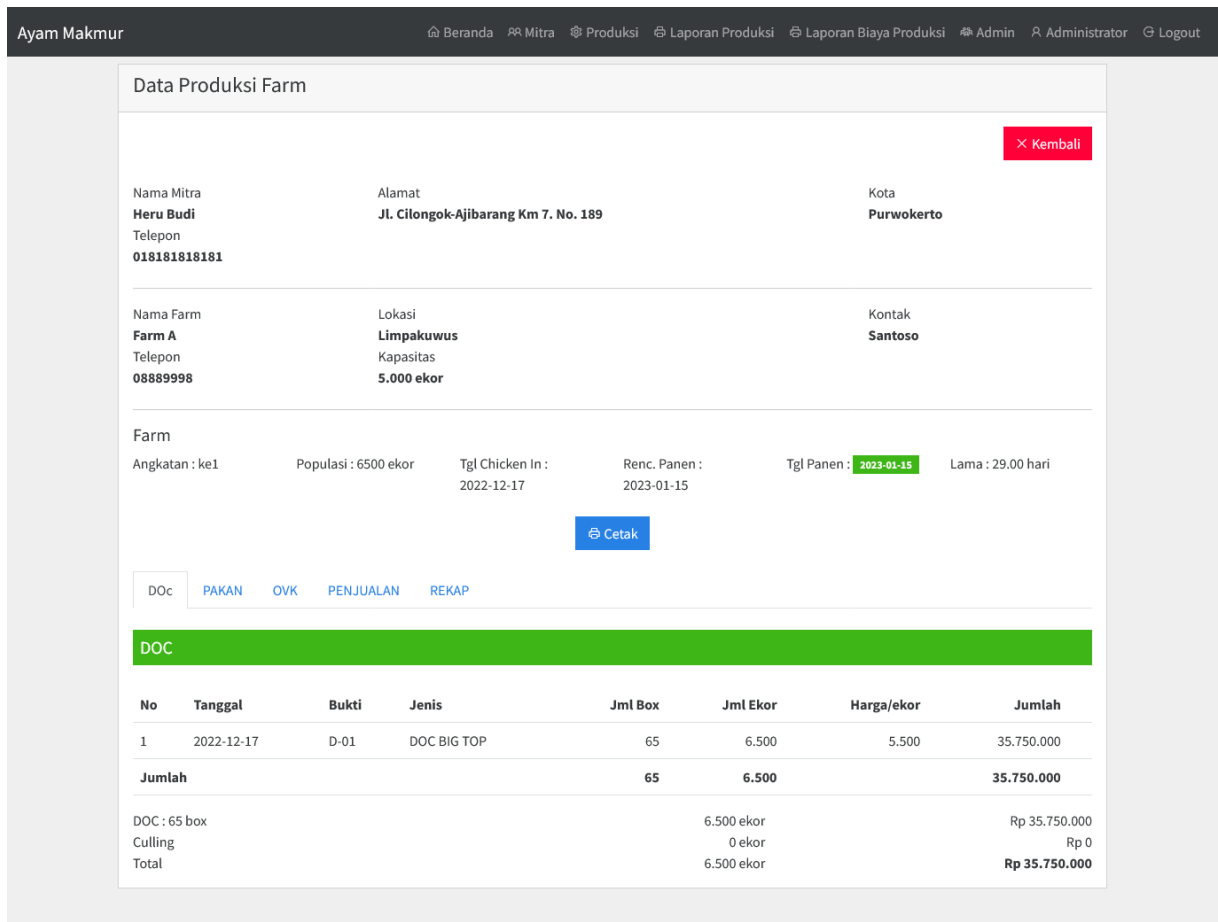 Ayam Makmur Beranda Mitra Produksi Laporan Produksi Laporan Biaya Produksi Admin Administrator Logout
Data Produksi Farm
Kembali
Nama Mitra Alamat Kota
Heru Budi Jl. Cilongok-Ajibarang Km 7. No. 189 Purwokerto
Telepon
018181818181
Nama Farm Lokasi Kontak
Farm A Limpakuwus Santoso
Telepon Kapasitas
08889998 5.000 ekor
Farm
Angkatan : ke1 Populasi : 6500 ekor Tgl Chicken In : Renc. Panen : Tgl Panen : 2023-01-15 Lama : 29.00 hari
2022-12-17 2023-01-15
Cetak
DOc PAKAN OVK PENJUALAN REKAP
DOC
No Tanggal Bukti Jenis Jml Box Jml Ekor Harga/ekor Jumlah
1 2022-12-17 D-01 DOC BIG TOP 65 6.500 5.500 35.750.000
Jumlah 65 6.500 35.750.000
DOC : 65 box 6.500 ekor Rp 35.750.000
Culling 0 ekor Rp 0
Total 6.500 ekor Rp 35.750.000